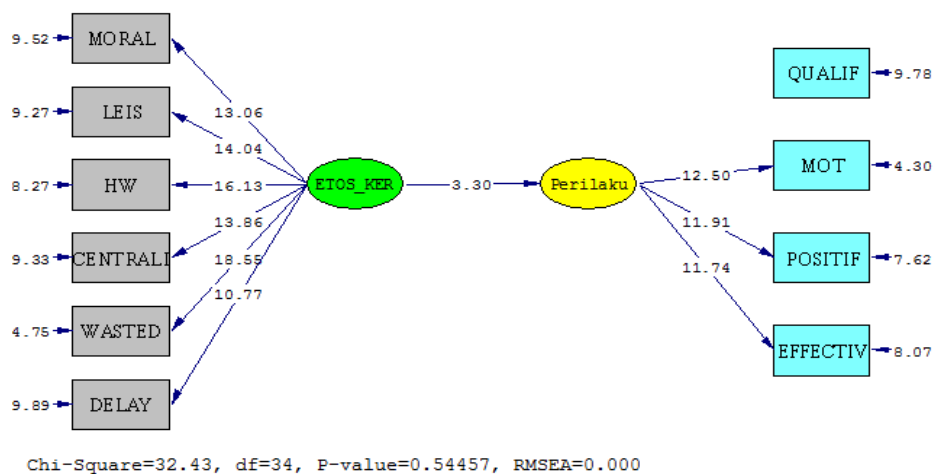 9.52 MORAL
9.27 LEIS
8.27 HW
9.33 CENTRALI
4.75 WASTED
9.89 DELAY
13.06
14.04
16.13
13.86
18.55
10.77
ETOS_KER
3.30
Perilaku
12.50
11.91
11.74
QUALIF 9.78
MOT 4.30
POSITIF 7.62
EFFECTIV 8.07
Chi-Square=32.43, df=34, P-value=0.54457, RMSEA=0.000